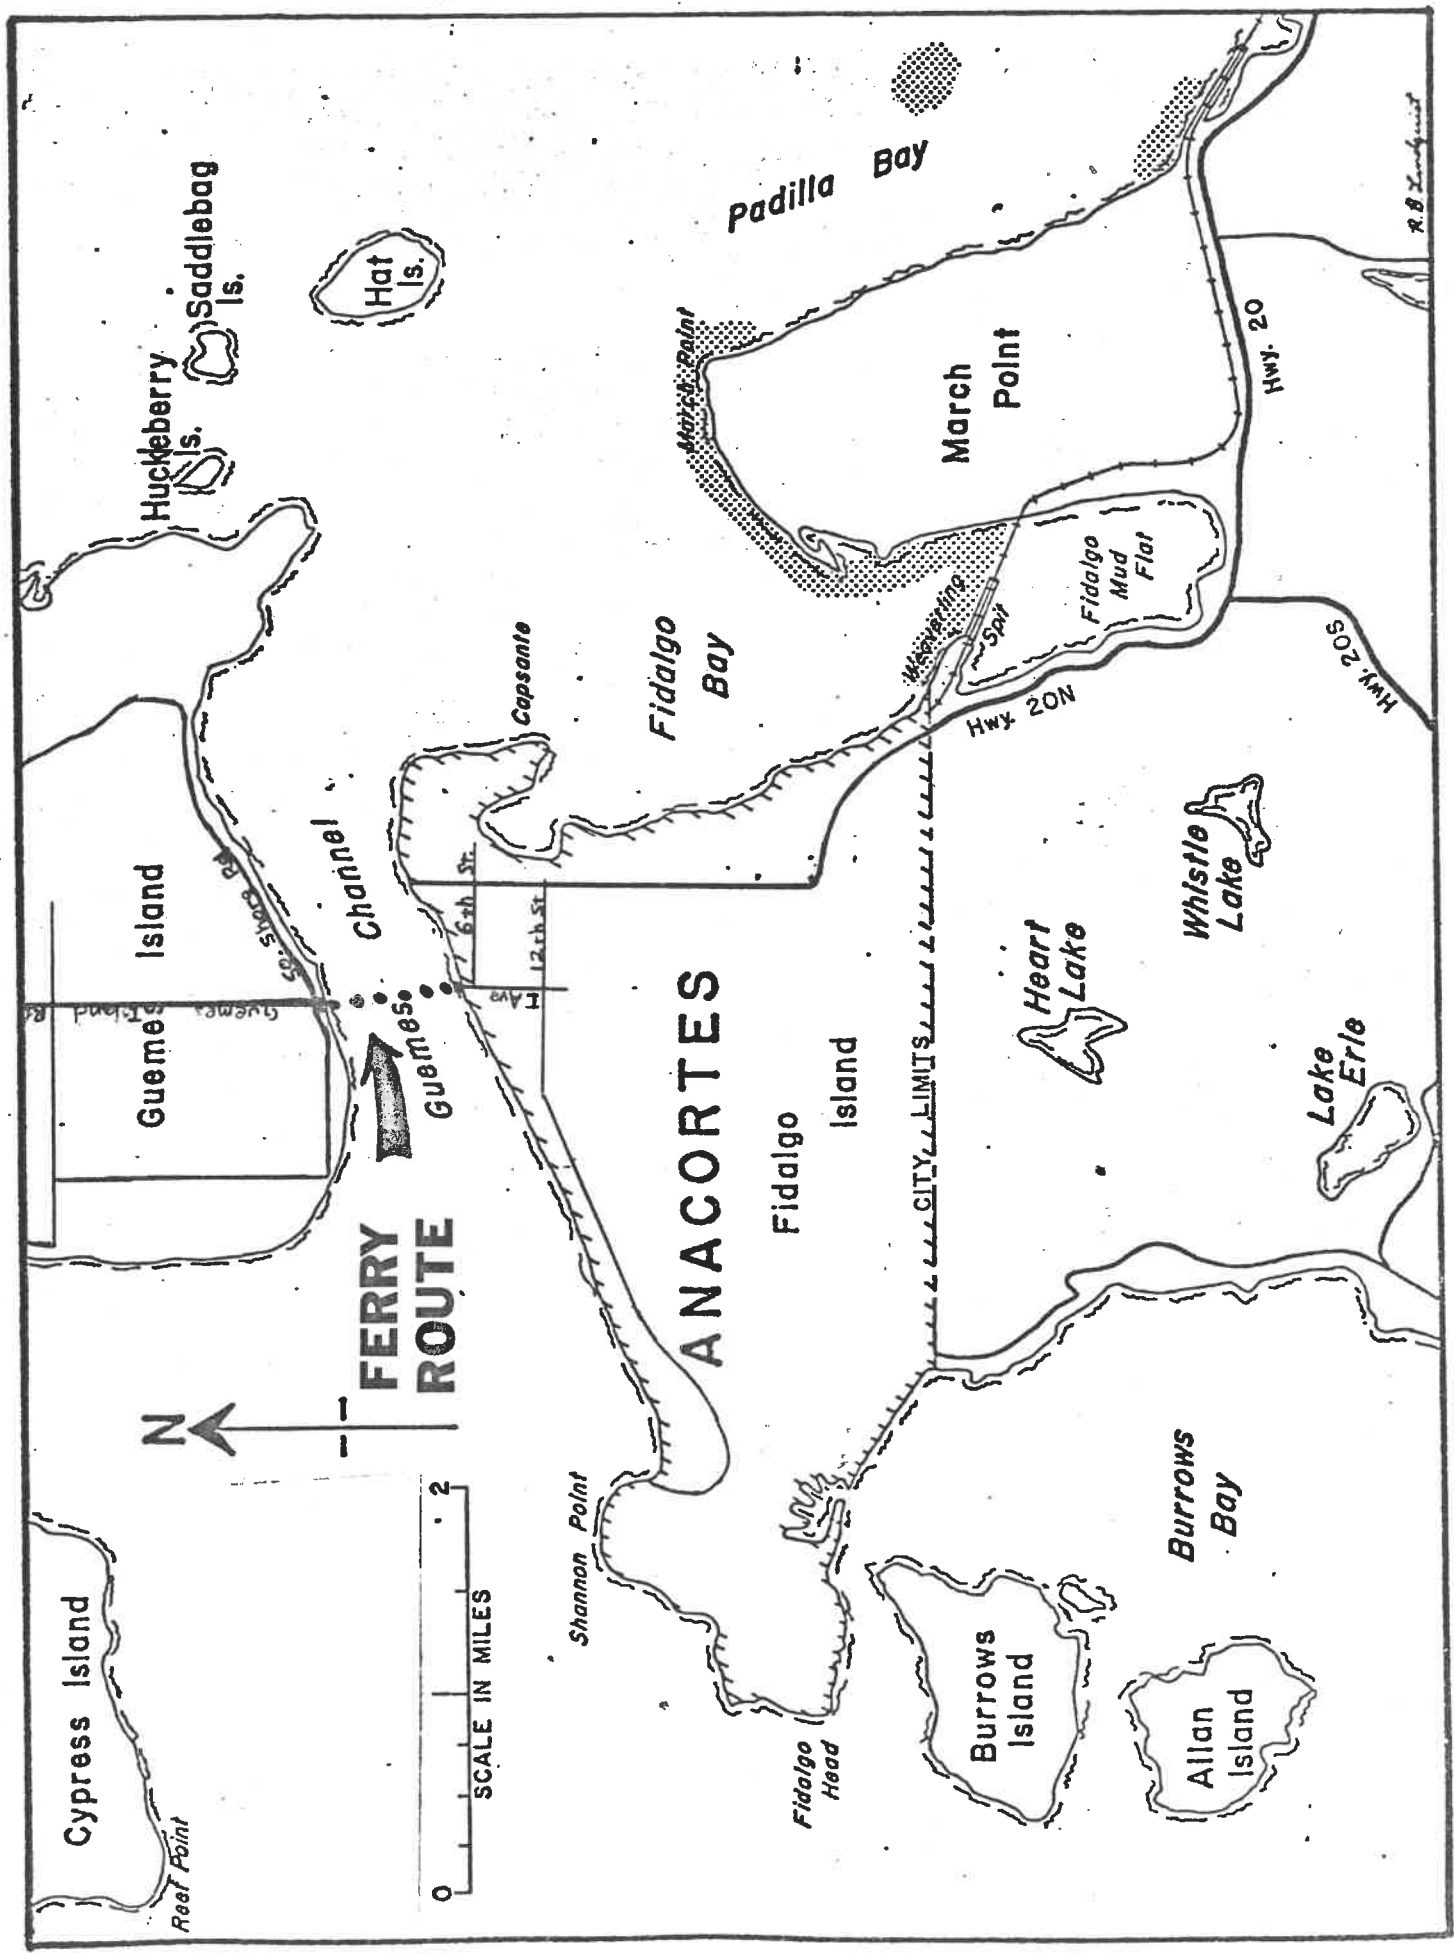 Cypress Island
Reef Point
N
FERRY
ROUTE
0
2
SCALE IN MILES
Gueme Island
Guemes Island Rd
So. Shore Rd
Guemes Channel
Huckleberry
Is.
Saddlebag
Is.
Hat
Is.
Padilla Bay
March Point
March
Point
Capsante
Fidalgo
Bay
Weaverling
Spit
Fidalgo
Mud
Flat
6th St.
12th St
I
Ave
Shannon Point
ANACORTES
Fidalgo
Island
CITY LIMITS
Hwy. 20N
Hwy. 20
Hwy. 20S
Heart
Lake
Whistle
Lake
Lake
Erie
Fidalgo
Head
Burrows
Island
Allan
Island
Burrows
Bay
R.B. Lindquist